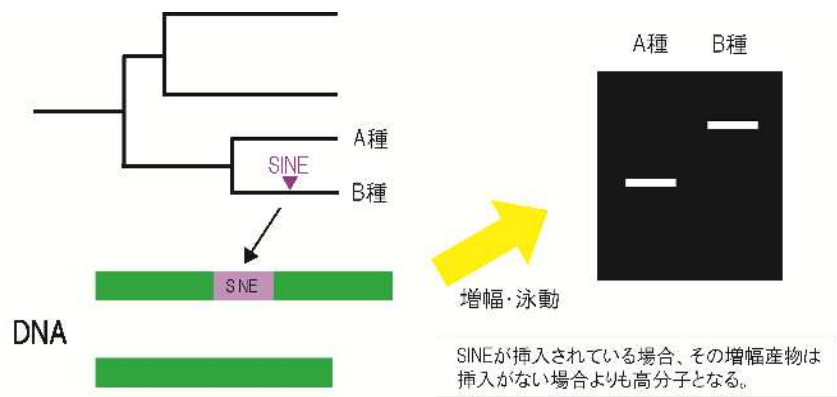 A種
SINE
B種
SINE
DNA
増幅・泳動
A種 B種
SINEが挿入されている場合、その増幅産物は
挿入がない場合よりも高分子となる。